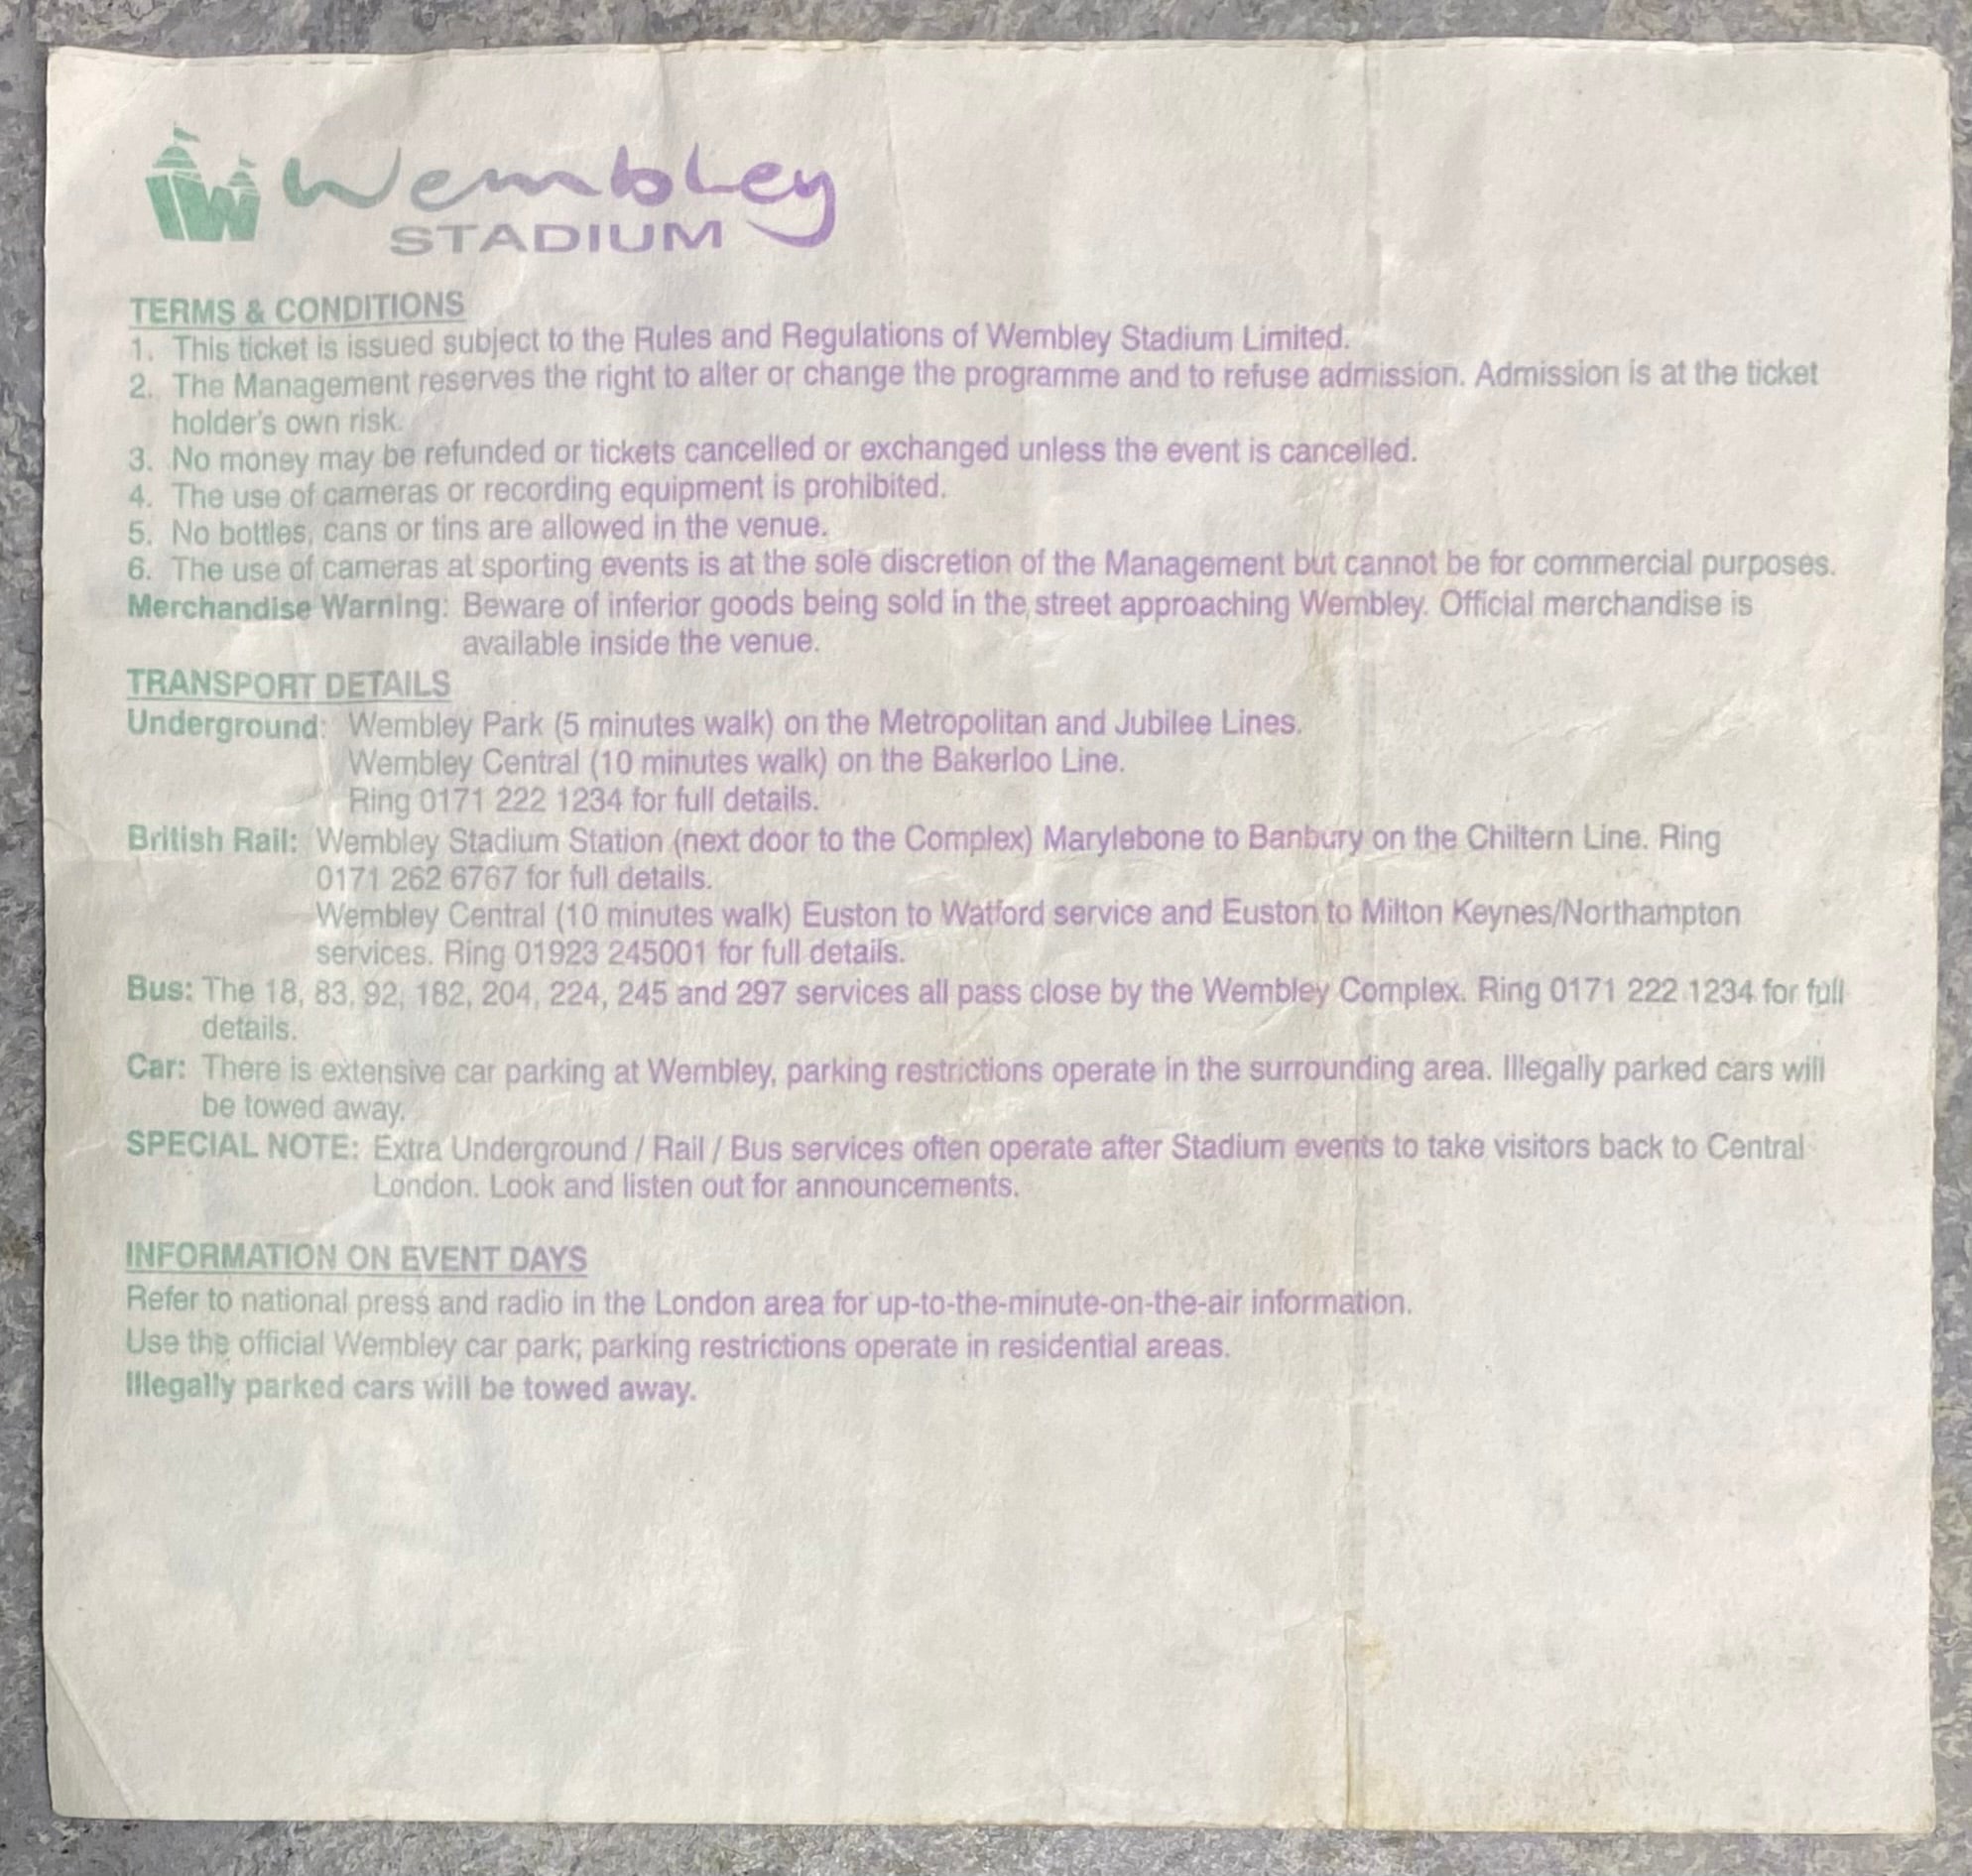 W Wembley
STADIUM
TERMS & CONDITIONS
1. This ticket is issued subject to the Rules and Regulations of Wembley Stadium Limited.
2. The Management reserves the right to alter or change the programme and to refuse admission. Admission is at the ticket
holder's own risk.
3. No money may be refunded or tickets cancelled or exchanged unless the event is cancelled.
4. The use of cameras or recording equipment is prohibited.
5. No bottles, cans or tins are allowed in the venue.
6. The use of cameras at sporting events is at the sole discretion of the Management but cannot be for commercial purposes.
Merchandise Warning: Beware of inferior goods being sold in the street approaching Wembley. Official merchandise is
available inside the venue.
TRANSPORT DETAILS
Underground: Wembley Park (5 minutes walk) on the Metropolitan and Jubilee Lines.
Wembley Central (10 minutes walk) on the Bakerloo Line.
Ring 0171 222 1234 for full details.
British Rail: Wembley Stadium Station (next door to the Complex) Marylebone to Banbury on the Chiltern Line. Ring
0171 262 6767 for full details.
Wembley Central (10 minutes walk) Euston to Watford service and Euston to Milton Keynes/Northampton
services. Ring 01923 245001 for full details.
Bus: The 18, 83, 92, 182, 204, 224, 245 and 297 services all pass close by the Wembley Complex. Ring 0171 222 1234 for full
details.
Car: There is extensive car parking at Wembley, parking restrictions operate in the surrounding area. Illegally parked cars will
be towed away.
SPECIAL NOTE: Extra Underground / Rail / Bus services often operate after Stadium events to take visitors back to Central
London. Look and listen out for announcements.
INFORMATION ON EVENT DAYS
Refer to national press and radio in the London area for up-to-the-minute-on-the-air information.
Use the official Wembley car park; parking restrictions operate in residential areas.
Illegally parked cars will be towed away.